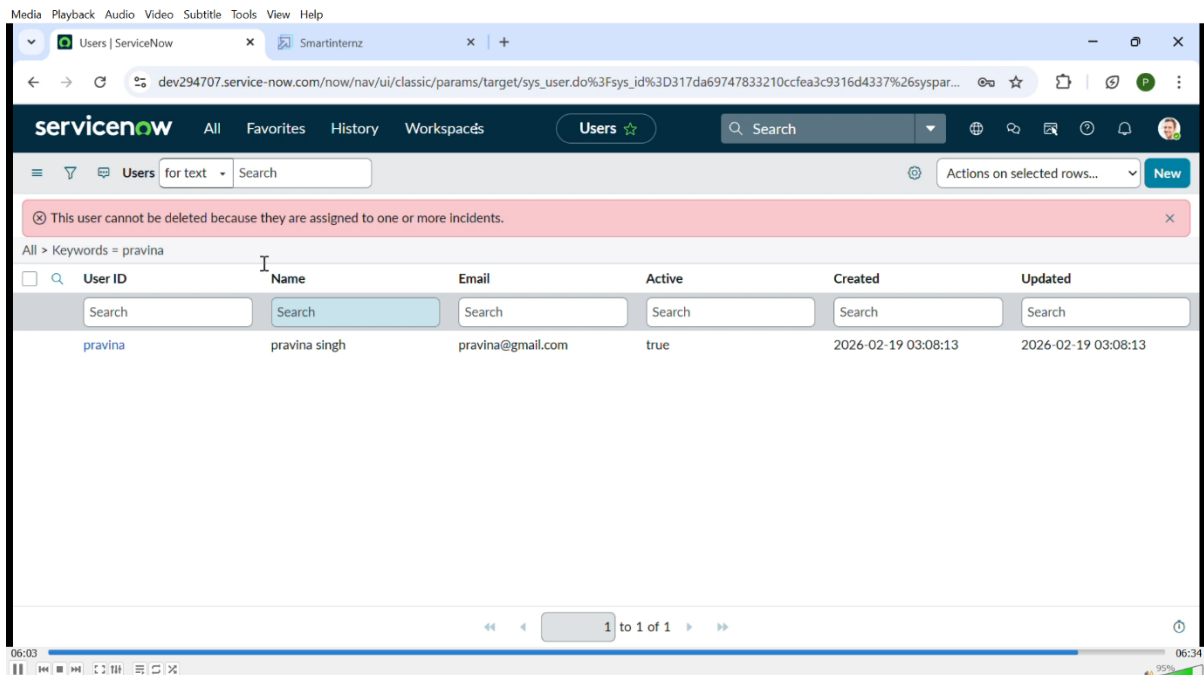 Media Playback Audio Video Subtitle Tools View Help
Users | ServiceNow
Smartinternz
dev294707.service-now.com/now/nav/ui/classic/params/target/sys_user.do%3Fsys_id%3D317da69747833210ccfea3c9316d4337%26syspar...
P
servicenow All Favorites History Workspaces Users Search
Users for text Search Actions on selected rows... New
This user cannot be deleted because they are assigned to one or more incidents.
All > Keywords = pravina
User ID Name Email Active Created Updated
Search Search Search Search Search Search
pravina pravina singh pravina@gmail.com true 2026-02-19 03:08:13 2026-02-19 03:08:13
1 to 1 of 1
06:03 06:34
95%